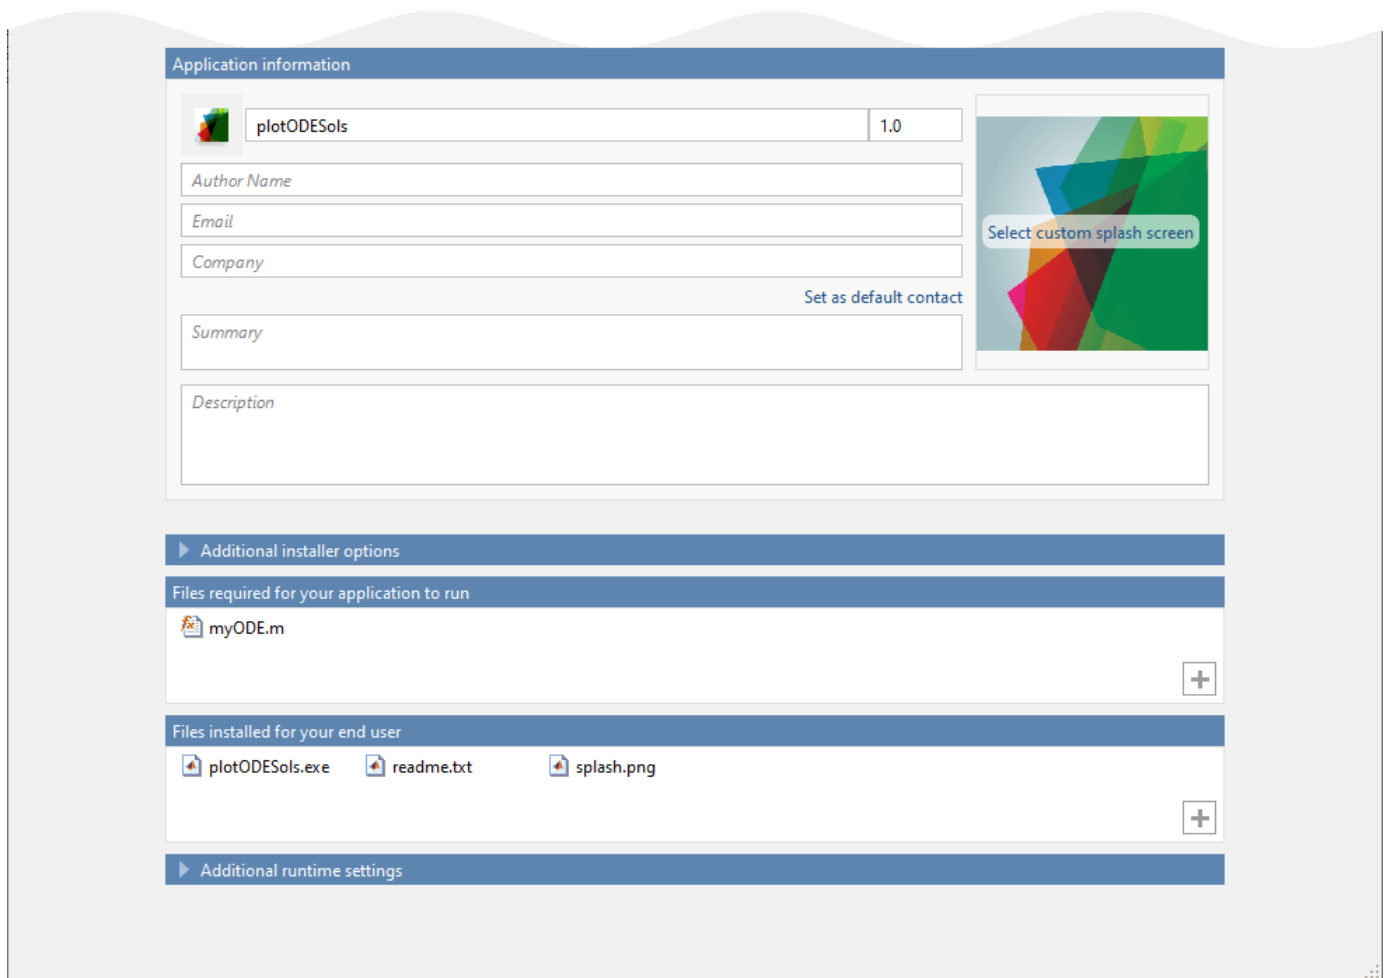 Application information
plotODESols 1.0
Author Name
Email
Select custom splash screen
Company
Set as default contact
Summary
Description
Additional installer options
Files required for your application to run
myODE.m
Files installed for your end user
plotODESols.exe readme.txt splash.png
Additional runtime settings